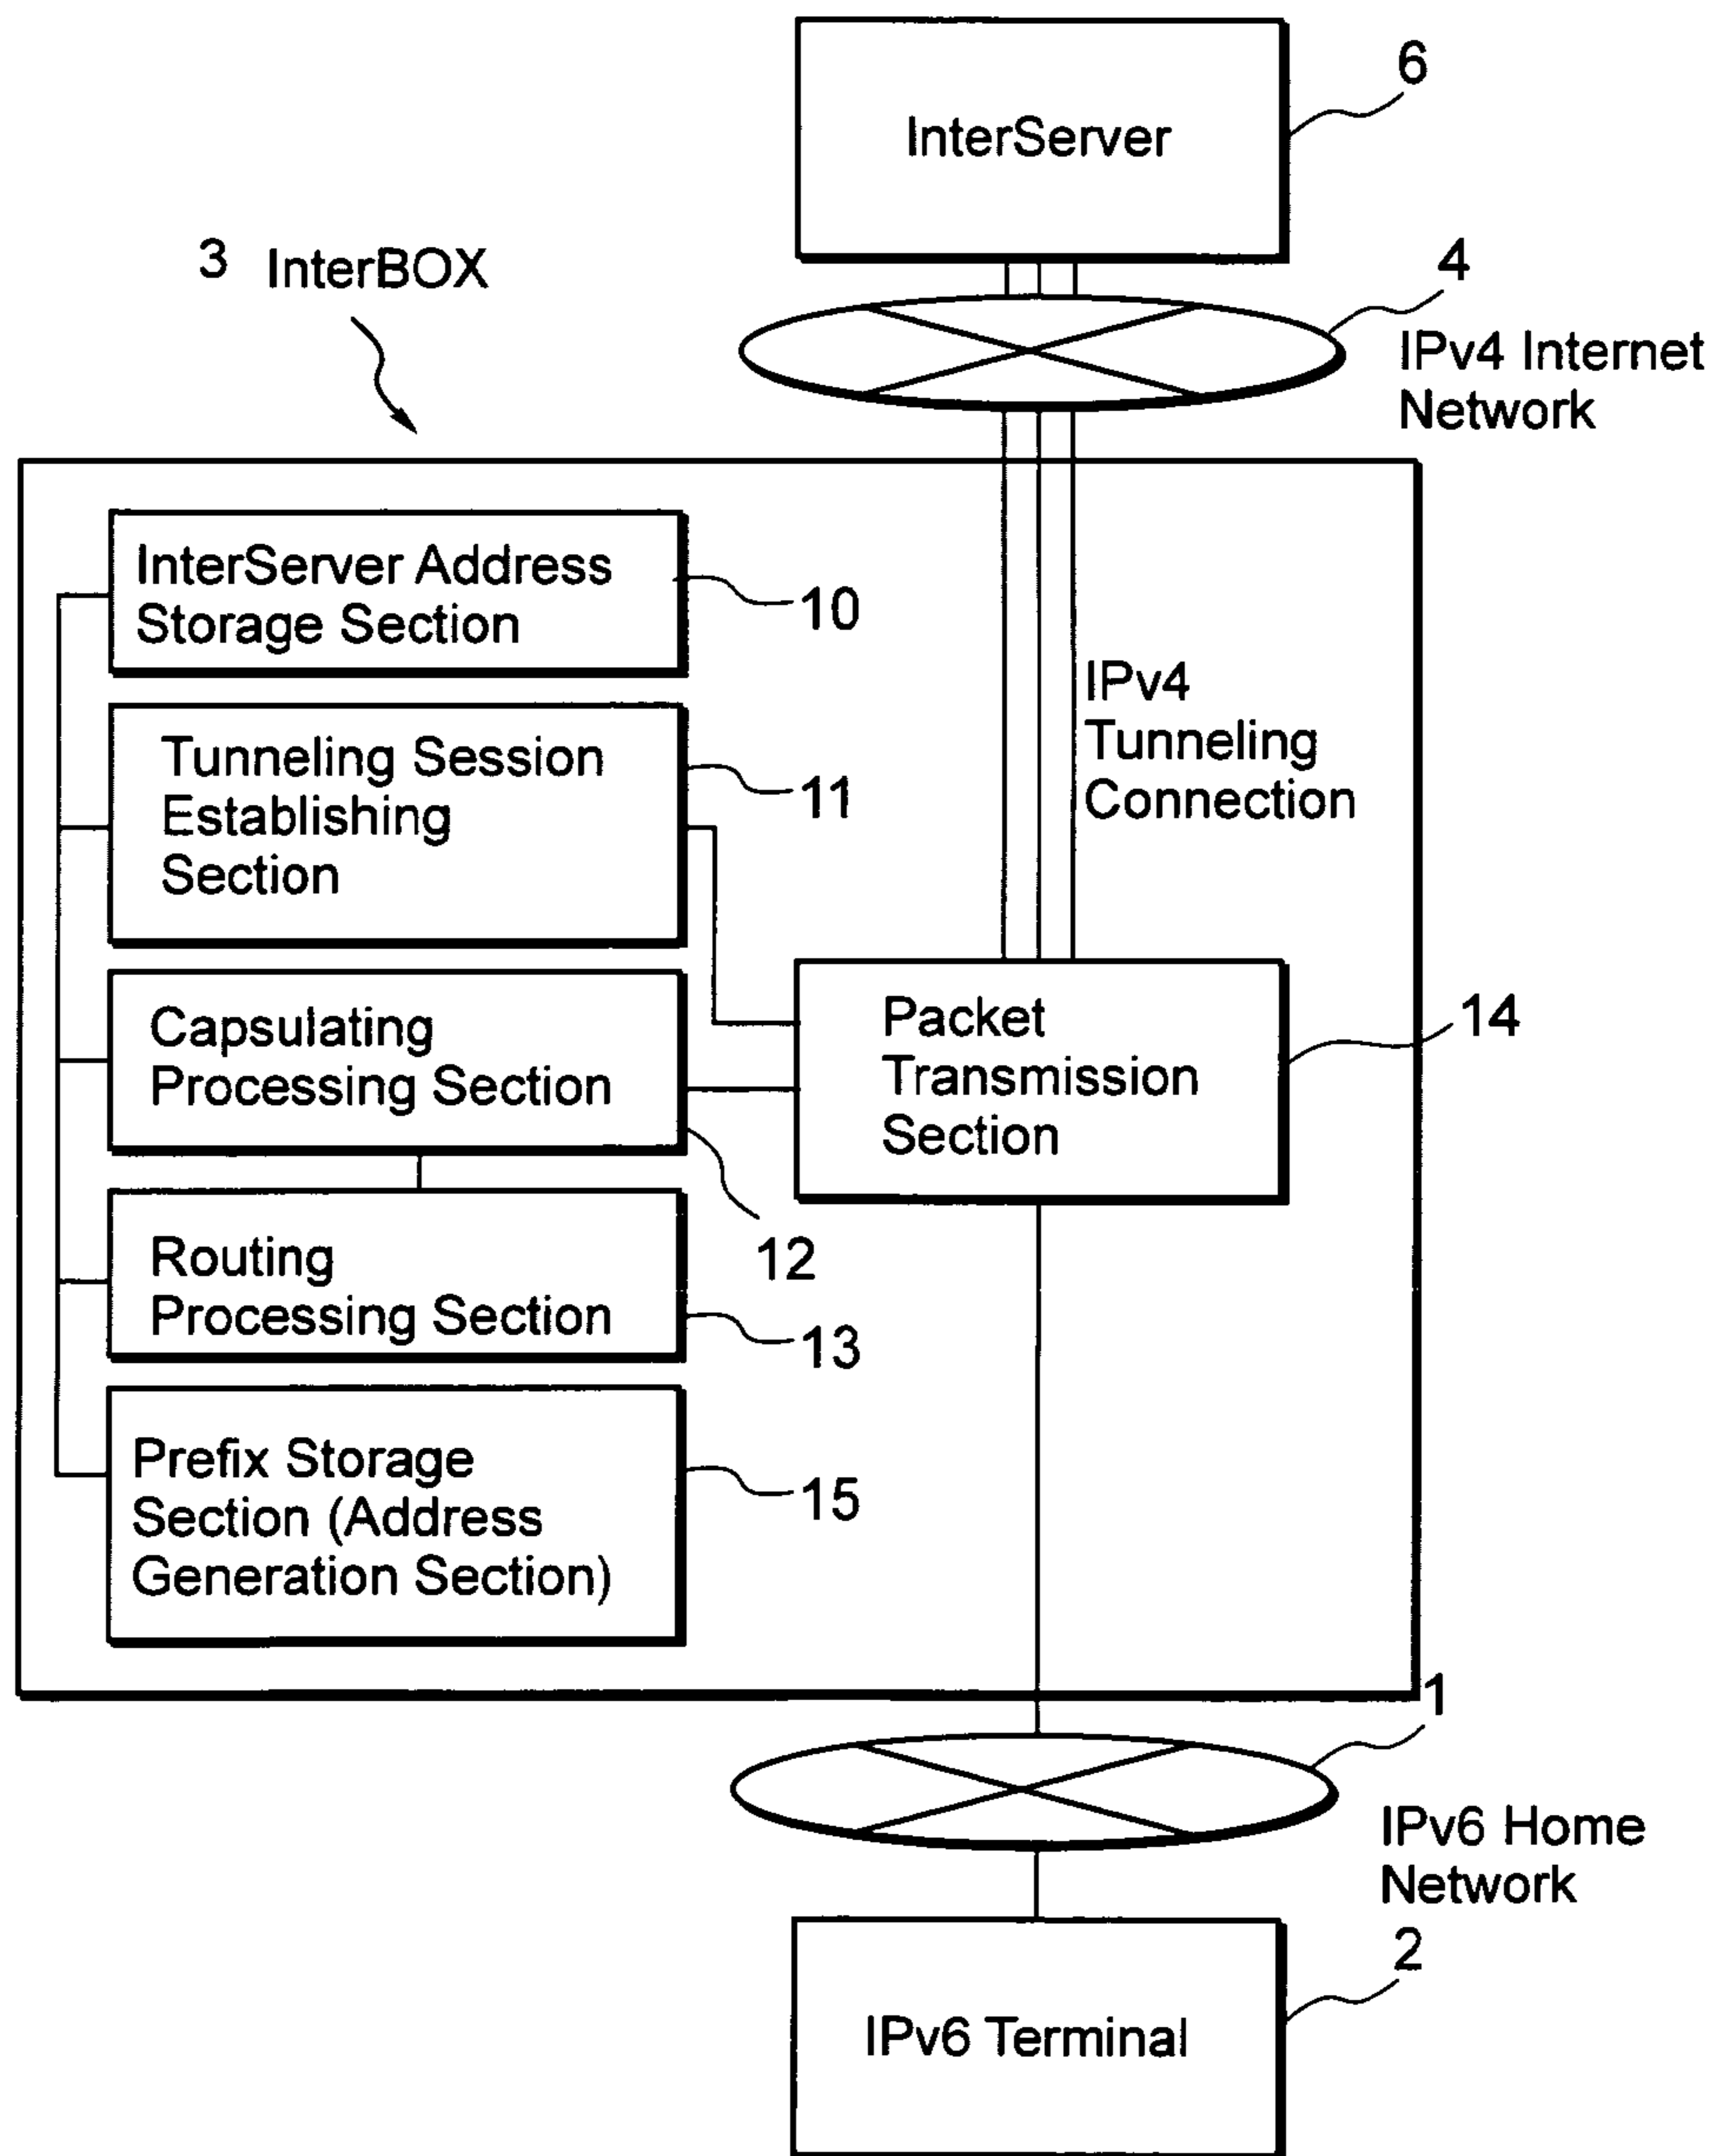 InterServer
6
3 InterBOX
4
IPv4 Internet
Network
InterServer Address
Storage Section
10
IPv4
Tunneling
Connection
Tunneling Session
Establishing
Section
11
Capsulating
Processing Section
12
Packet
Transmission
Section
14
Routing
Processing Section
13
Prefix Storage
Section (Address
Generation Section)
15
1
IPv6 Home
Network
2
IPv6 Terminal